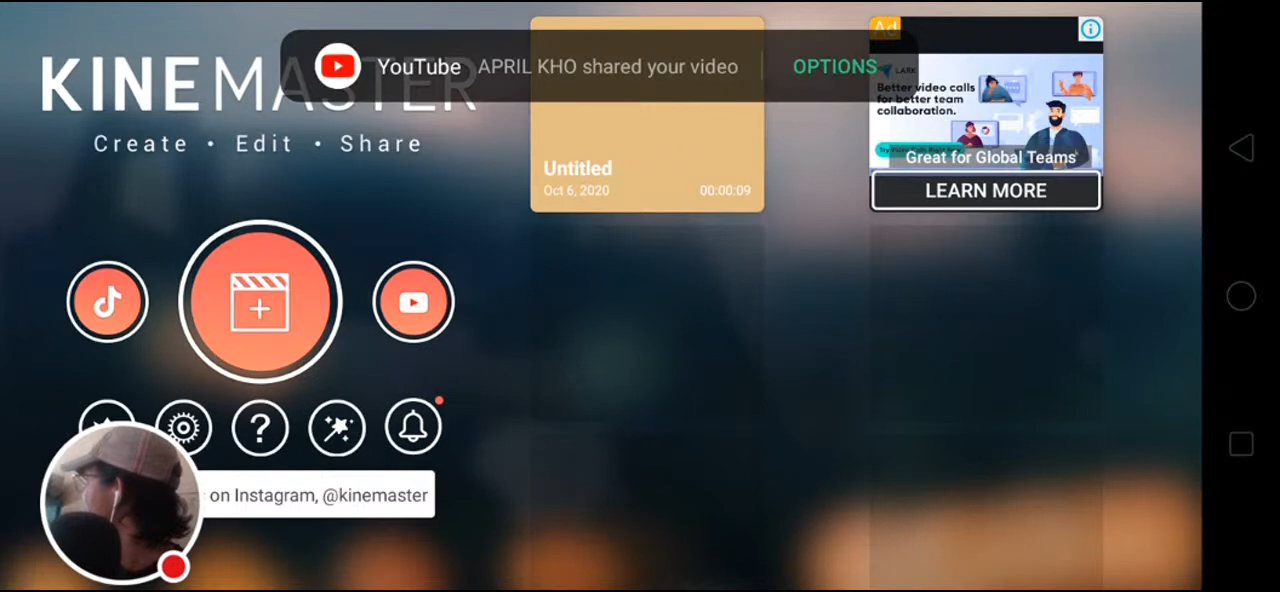 KINEMASTER
Create • Edit • Share
YouTube APRIL KHO shared your video OPTIONS
Untitled
Oct 6, 2020 00:00:09
Ad
LARK
Better video calls
for better team
collaboration.
Great for Global Teams
LEARN MORE
?
on Instagram, @kinemaster